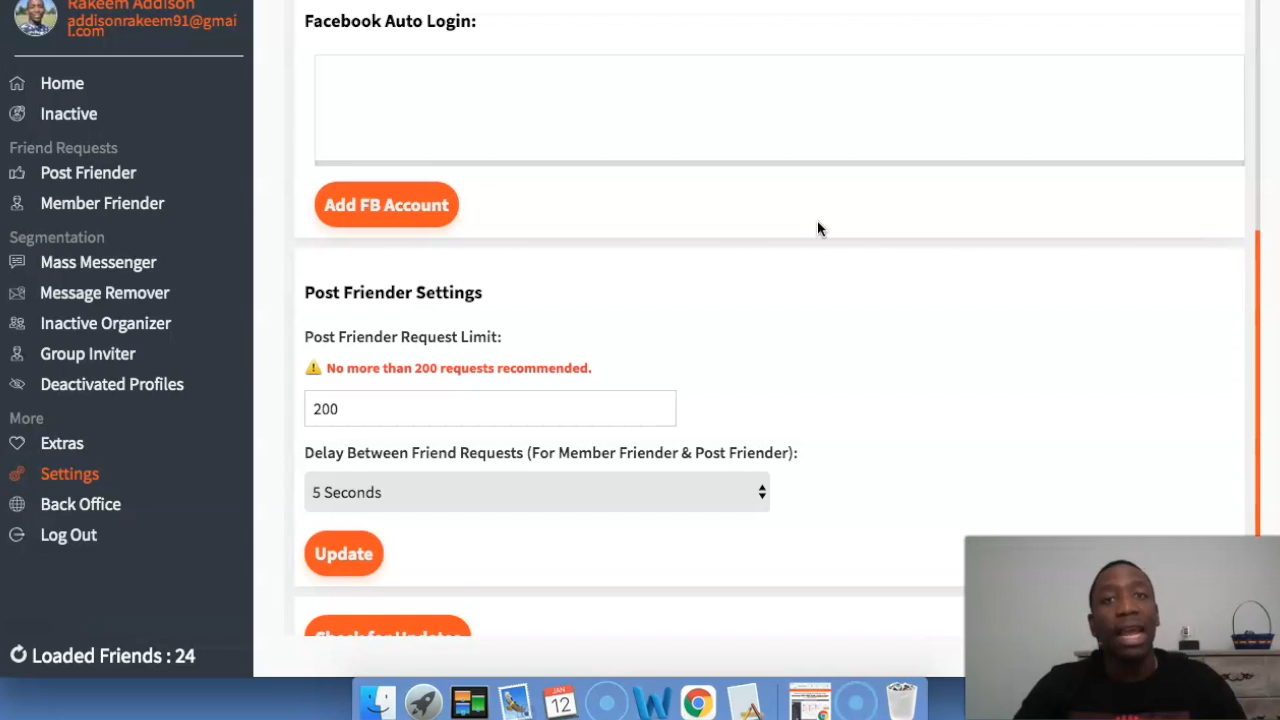 Rakeem Addison
addisonrakeem91@gmai
l.com
Home
Inactive
Friend Requests
Post Friender
Member Friender
Segmentation
Mass Messenger
Message Remover
Inactive Organizer
Group Inviter
Deactivated Profiles
More
Extras
Settings
Back Office
Log Out
Loaded Friends : 24
Facebook Auto Login:
Add FB Account
Post Friender Settings
Post Friender Request Limit:
No more than 200 requests recommended.
200
Delay Between Friend Requests (For Member Friender & Post Friender):
5 Seconds
Update
Check for Updates
JAN
12